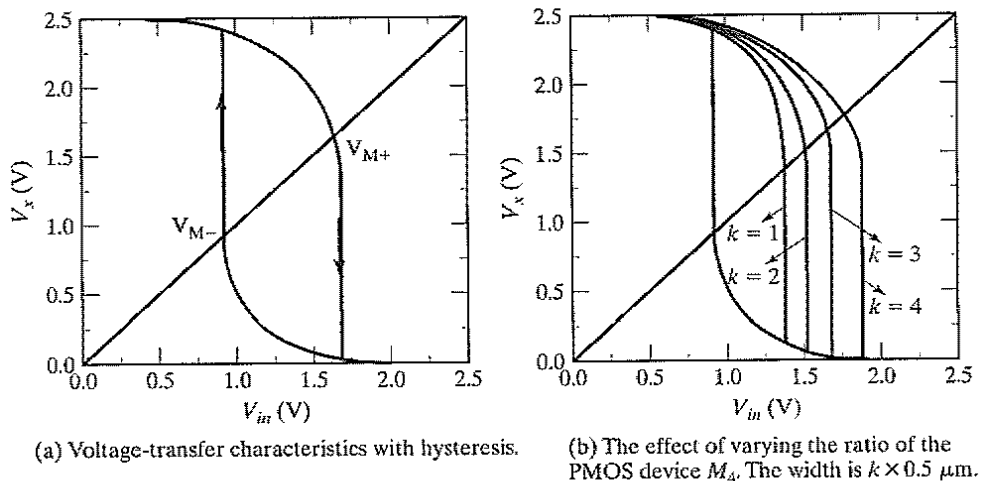 2.5
2.0
1.5
1.0
0.5
0.0
V_x (V)
V_M+
V_M−
0.0 0.5 1.0 1.5 2.0 2.5
V_in (V)
(a) Voltage-transfer characteristics with hysteresis.
2.5
2.0
1.5
1.0
0.5
0.0
V_x (V)
k = 1
k = 2
k = 3
k = 4
0.0 0.5 1.0 1.5 2.0 2.5
V_in (V)
(b) The effect of varying the ratio of the
PMOS device M_4. The width is k × 0.5 μm.